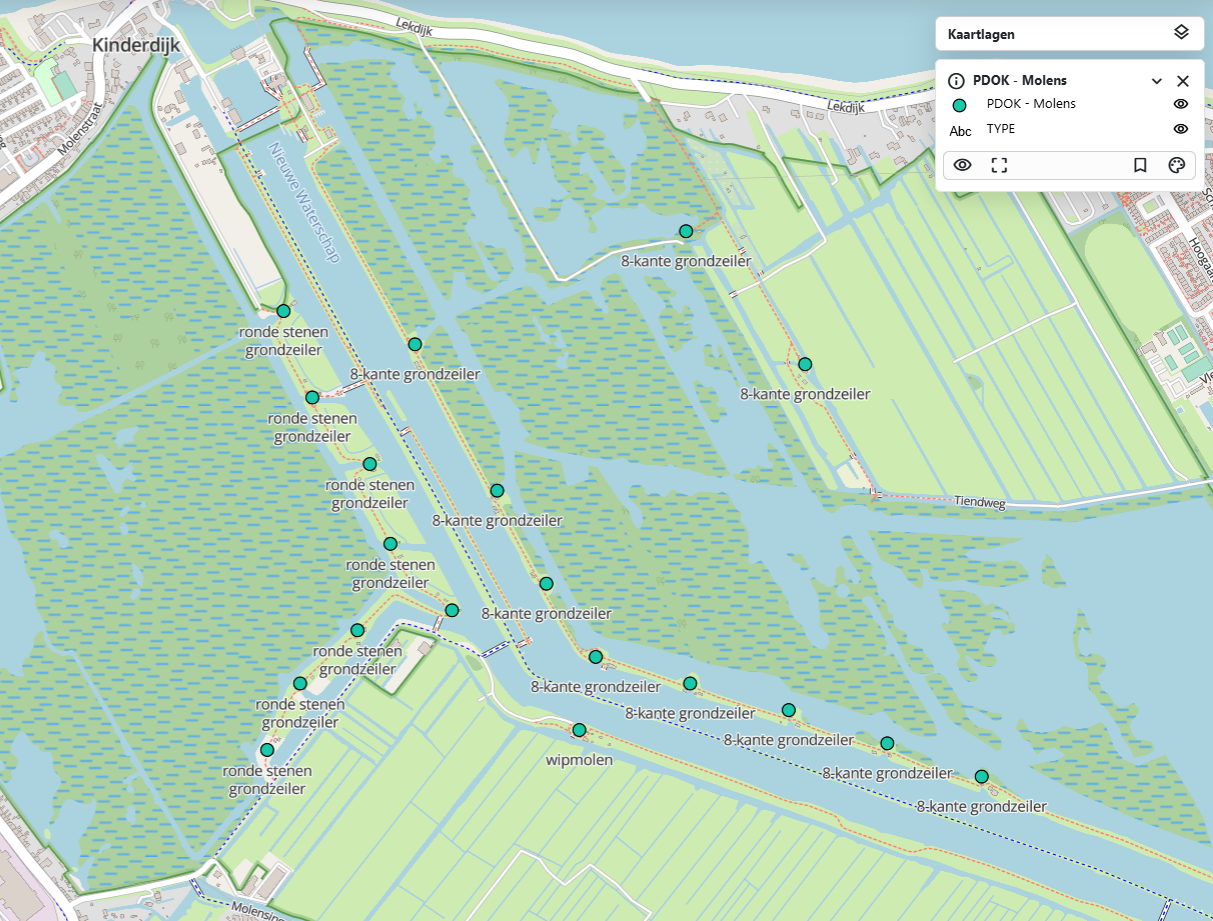 Kinderdijk
Lekdijk
Kaartlagen
PDOK - Molens
PDOK - Molens
Abc
TYPE
Lekdijk
Molenstraat
Nieuwe Waterschap
8-kante grondzeiler
ronde stenen
grondzeiler
8-kante grondzeiler
8-kante grondzeiler
ronde stenen
grondzeiler
ronde stenen
grondzeiler
Tiendweg
8-kante grondzeiler
ronde stenen
grondzeiler
8-kante grondzeiler
ronde stenen
grondzeiler
8-kante grondzeiler
ronde stenen
grondzeiler
8-kante grondzeiler
8-kante grondzeiler
wipmolen
ronde stenen
grondzeiler
8-kante grondzeiler
8-kante grondzeiler